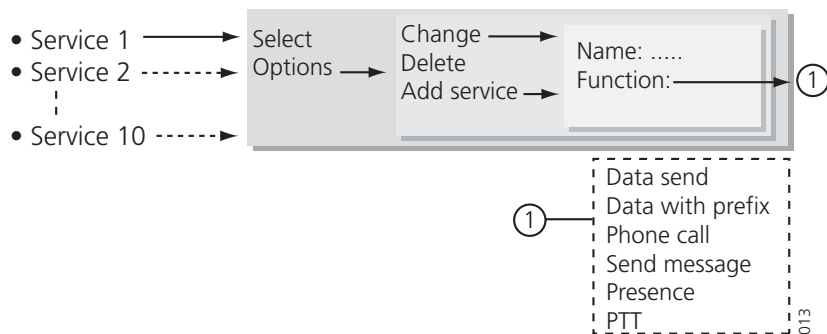 • Service 1
• Service 2
• Service 10
Select
Options
Change
Delete
Add service
Name: .....
Function:
1
1
Data send
Data with prefix
Phone call
Send message
Presence
PTT
013